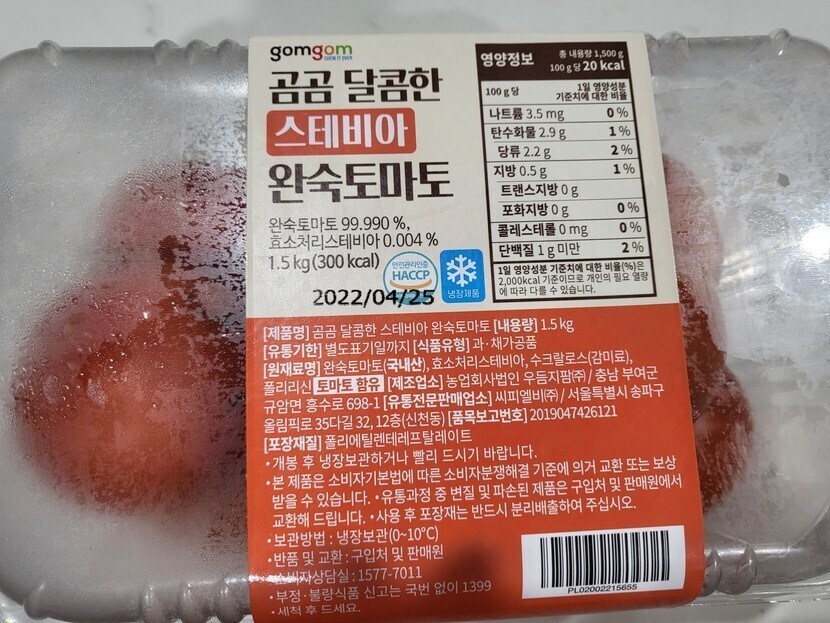 gomgom
CHEW IT OVER
곰곰 달콤한
스테비아
완숙토마토
완숙토마토 99.990 %,
효소처리스테비아 0.004 %
1.5 kg(300 kcal)
안전관리인증
HACCP
냉장제품
2022/04/25
영양정보
총 내용량 1,500 g
100 g 당 20 kcal
100 g 당
1일 영양성분
기준치에 대한 비율
나트륨 3.5 mg 0 %
탄수화물 2.9 g 1 %
당류 2.2 g 2 %
지방 0.5 g 1 %
트랜스지방 0 g
포화지방 0 g 0 %
콜레스테롤 0 mg 0 %
단백질 1 g 미만 2 %
1일 영양성분 기준치에 대한 비율(%)은
2,000kcal 기준이므로 개인의 필요 열량
에 따라 다를 수 있습니다.
[제품명] 곰곰 달콤한 스테비아 완숙토마토 [내용량] 1.5 kg
[유통기한] 별도표기일까지 [식품유형] 과·채가공품
[원재료명] 완숙토마토(국내산), 효소처리스테비아, 수크랄로스(감미료),
폴리리신 토마토 함유 [제조업소] 농업회사법인 우듬지팜㈜ / 충남 부여군
규암면 흥수로 698-1 [유통전문판매업소] 씨피엘비㈜ / 서울특별시 송파구
올림픽로 35다길 32, 12층(신천동) [품목보고번호] 2019047426121
[포장재질] 폴리에틸렌테레프탈레이트
• 개봉 후 냉장보관하거나 빨리 드시기 바랍니다.
• 본 제품은 소비자기본법에 따른 소비자분쟁해결 기준에 의거 교환 또는 보상
받을 수 있습니다. • 유통과정 중 변질 및 파손된 제품은 구입처 및 판매원에서
교환해 드립니다. • 사용 후 포장재는 반드시 분리배출하여 주십시오.
• 보관방법 : 냉장보관(0~10℃)
• 반품 및 교환 : 구입처 및 판매원
• 소비자상담실 : 1577-7011
• 부정·불량식품 신고는 국번 없이 1399
• 세척 후 드세요.
PL02002215655